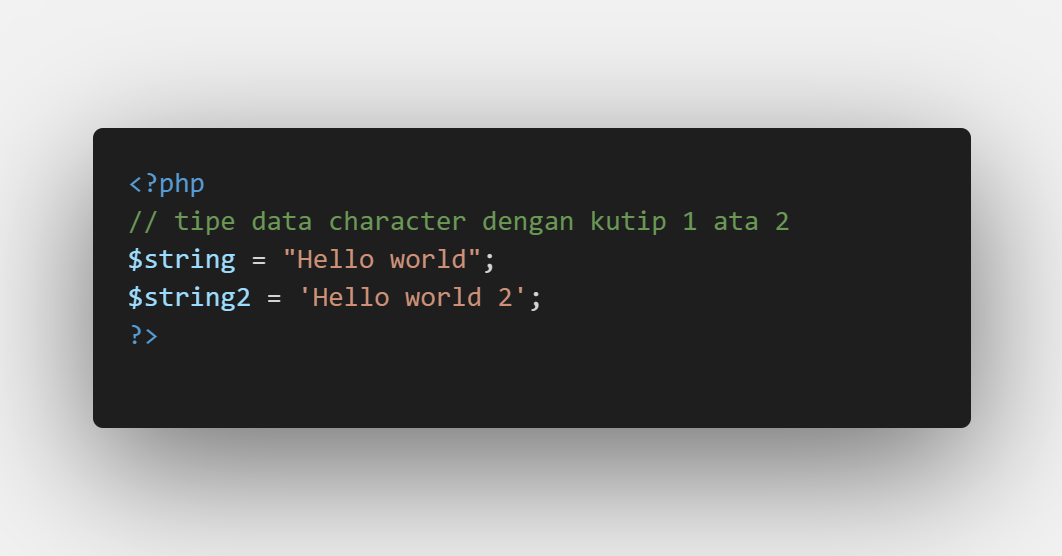 <?php
// tipe data character dengan kutip 1 ata 2
$string = "Hello world";
$string2 = 'Hello world 2';
?>